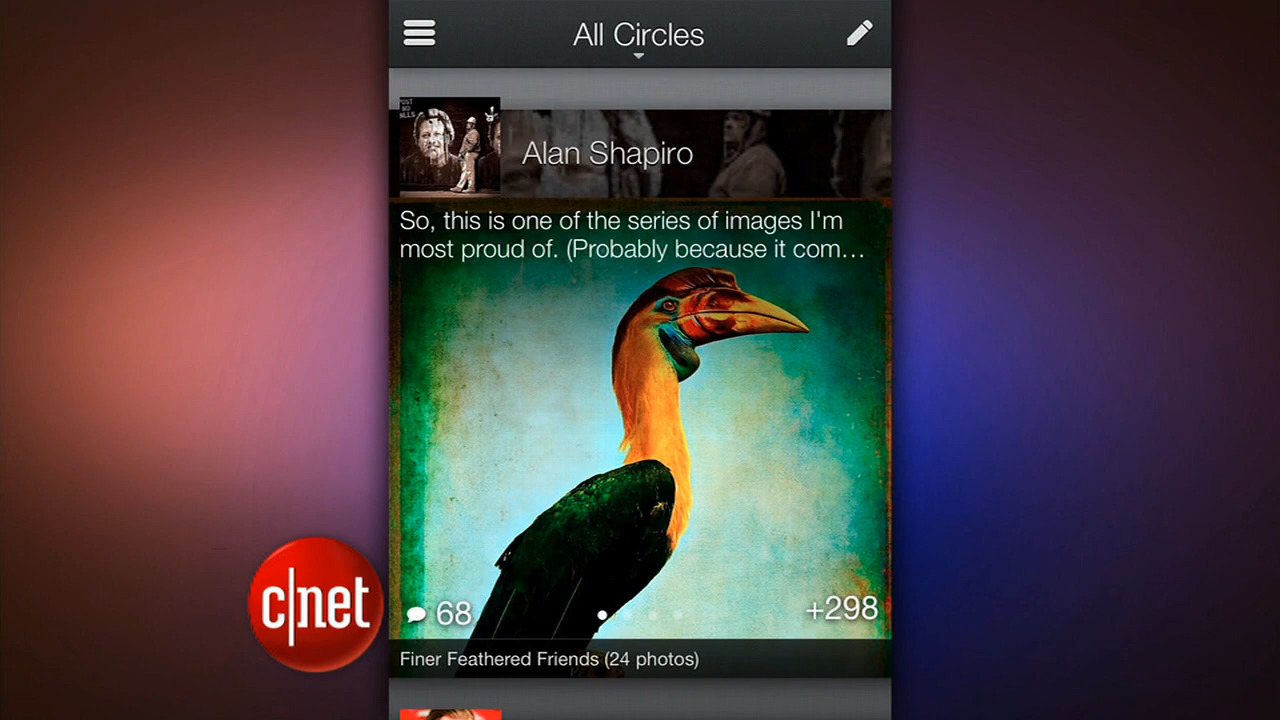 All Circles
Alan Shapiro
So, this is one of the series of images I'm
most proud of. (Probably because it com…
68
+298
Finer Feathered Friends (24 photos)
c|net